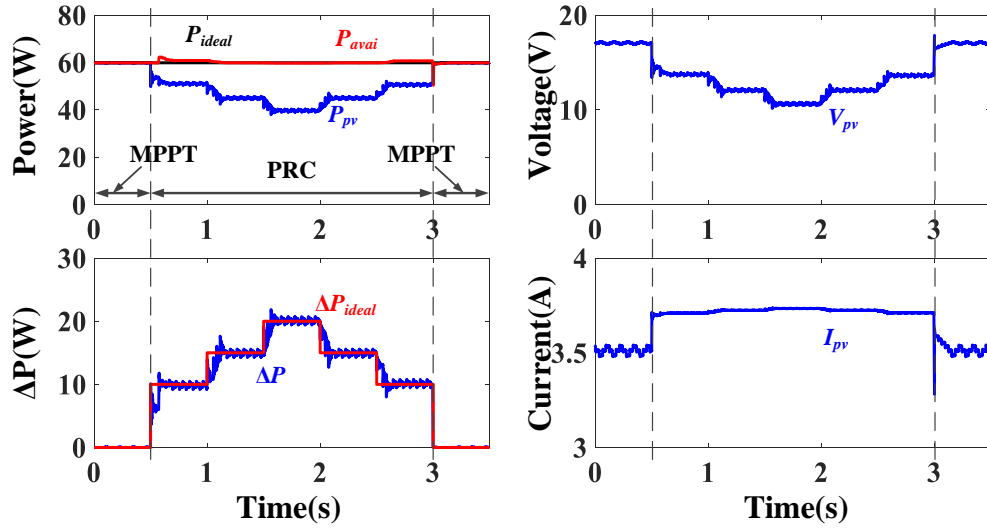 Power(W)
80
60
40
20
0
P_ideal
P_avai
P_pv
MPPT
PRC
MPPT
0
1
2
3
Voltage(V)
20
10
0
V_pv
0
1
2
3
ΔP(W)
30
20
10
0
ΔP_ideal
ΔP
0
1
2
3
Time(s)
Current(A)
4
3.5
3
I_pv
0
1
2
3
Time(s)